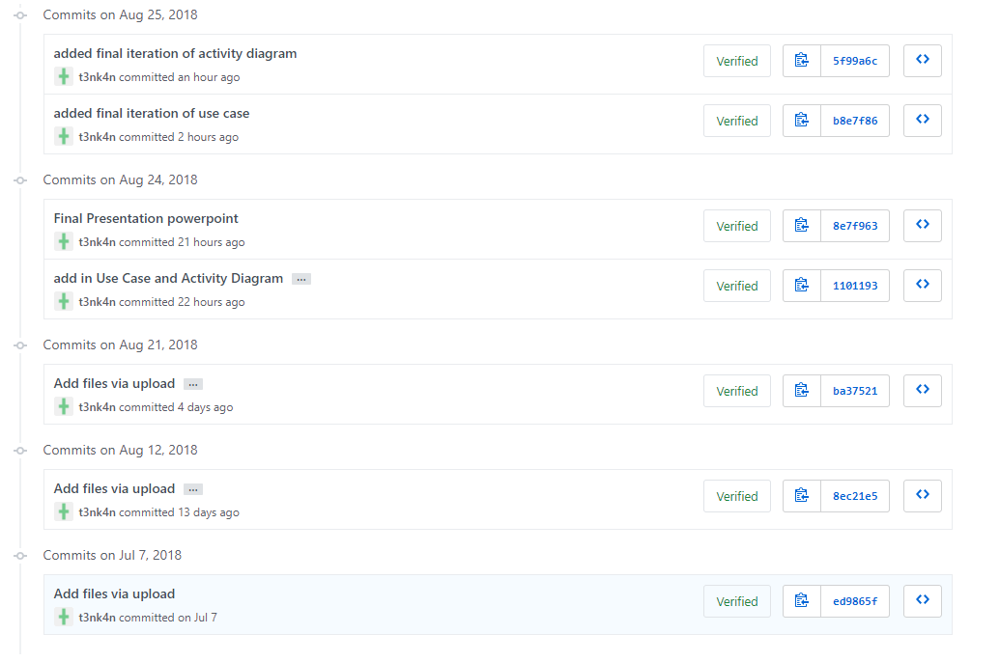 Commits on Aug 25, 2018
added final iteration of activity diagram
t3nk4n committed an hour ago
Verified
5f99a6c
added final iteration of use case
t3nk4n committed 2 hours ago
Verified
b8e7f86
Commits on Aug 24, 2018
Final Presentation powerpoint
t3nk4n committed 21 hours ago
Verified
8e7f963
add in Use Case and Activity Diagram ...
t3nk4n committed 22 hours ago
Verified
1101193
Commits on Aug 21, 2018
Add files via upload ...
t3nk4n committed 4 days ago
Verified
ba37521
Commits on Aug 12, 2018
Add files via upload ...
t3nk4n committed 13 days ago
Verified
8ec21e5
Commits on Jul 7, 2018
Add files via upload
t3nk4n committed on Jul 7
Verified
ed9865f